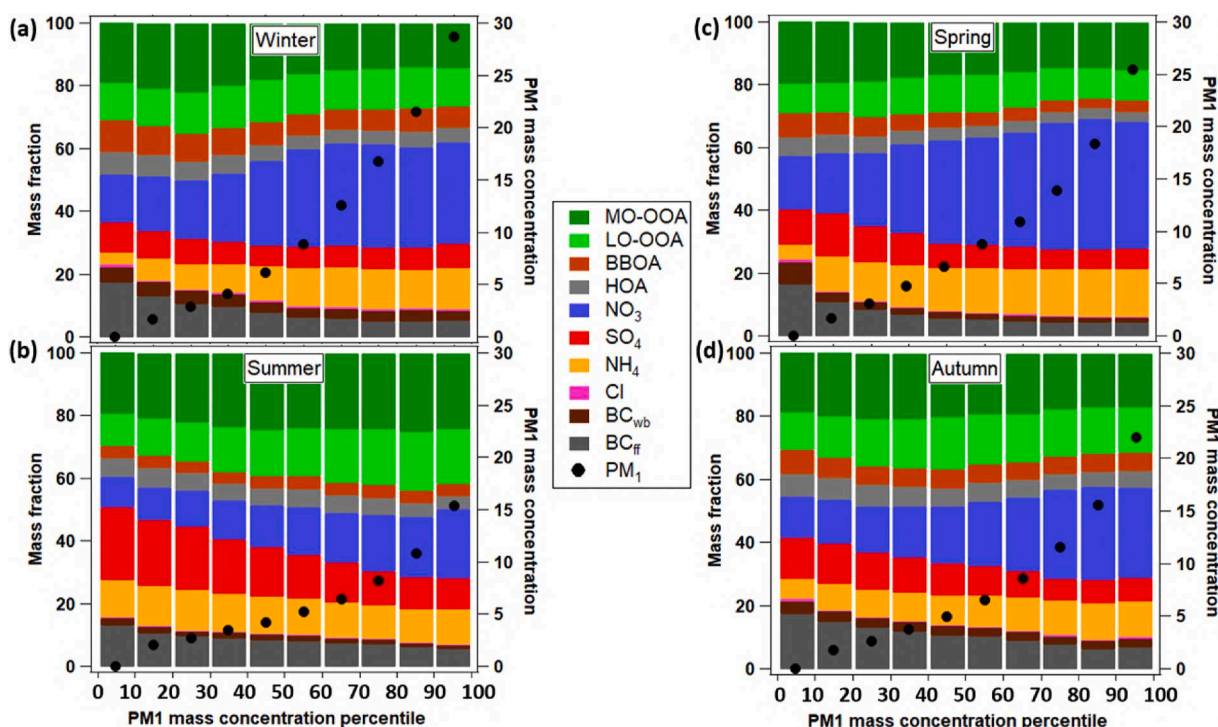 (a)
Winter
100
80
60
40
20
0
Mass fraction
30
25
20
15
10
5
0
PM1 mass concentration
(b)
Summer
100
80
60
40
20
0
Mass fraction
30
25
20
15
10
5
0
PM1 mass concentration
0 10 20 30 40 50 60 70 80 90 100
PM1 mass concentration percentile
MO-OOA
LO-OOA
BBOA
HOA
NO3
SO4
NH4
Cl
BCwb
BCff
PM1
(c)
Spring
100
80
60
40
20
0
Mass fraction
30
25
20
15
10
5
0
PM1 mass concentration
(d)
Autumn
100
80
60
40
20
0
Mass fraction
30
25
20
15
10
5
0
PM1 mass concentration
0 10 20 30 40 50 60 70 80 90 100
PM1 mass concentration percentile